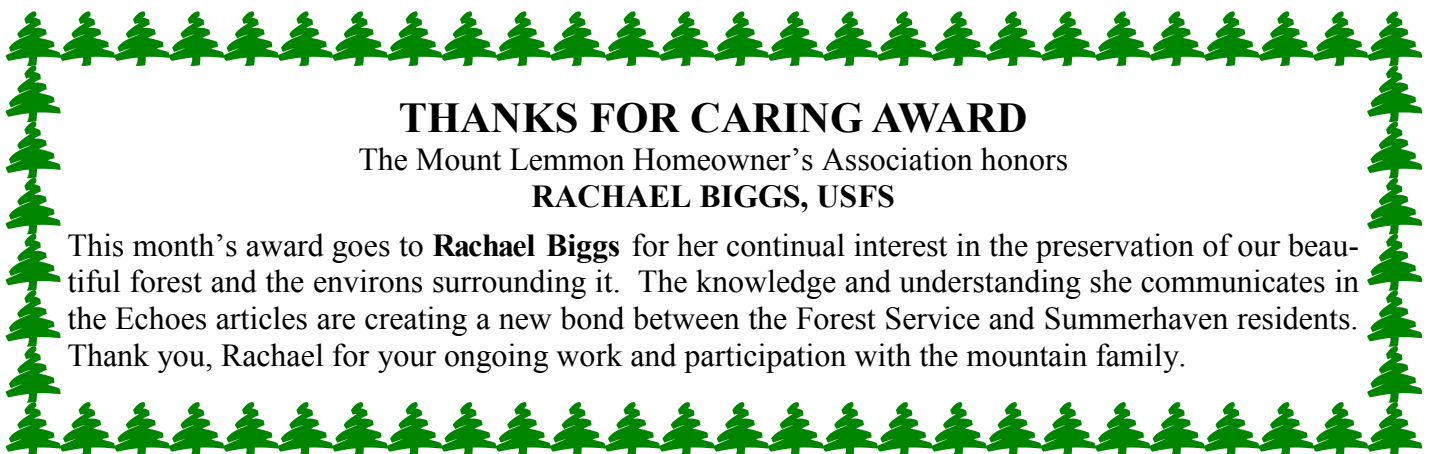 THANKS FOR CARING AWARD
The Mount Lemmon Homeowner’s Association honors
RACHAEL BIGGS, USFS
This month’s award goes to Rachael Biggs for her continual interest in the preservation of our beau-
tiful forest and the environs surrounding it. The knowledge and understanding she communicates in
the Echoes articles are creating a new bond between the Forest Service and Summerhaven residents.
Thank you, Rachael for your ongoing work and participation with the mountain family.